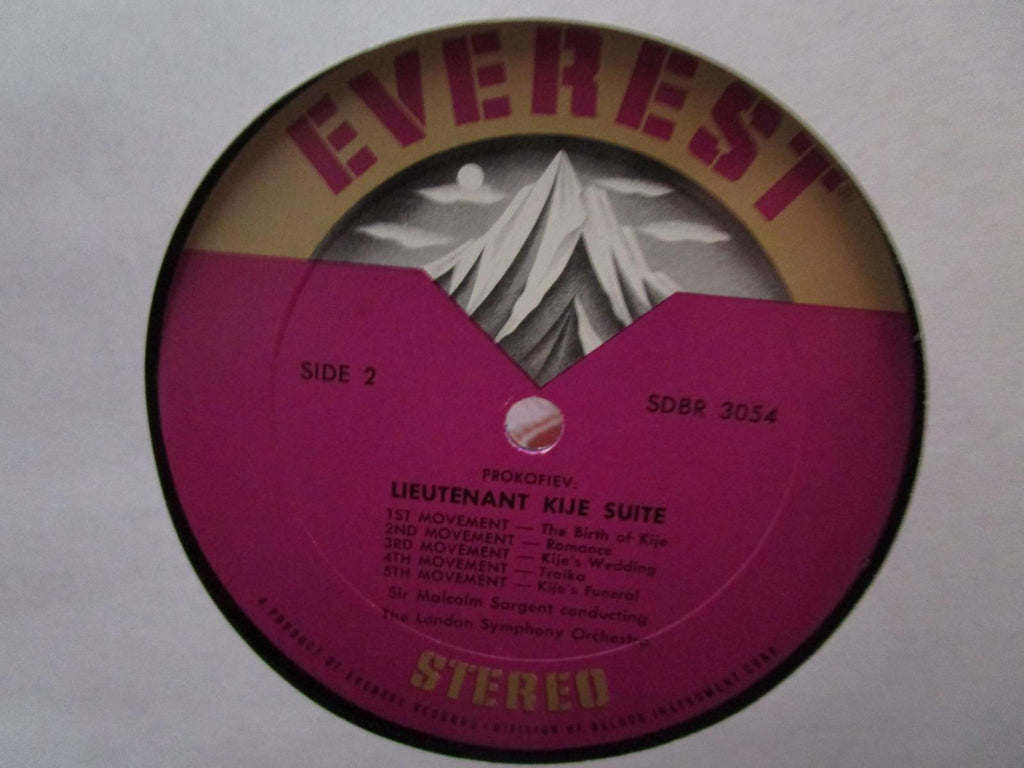 EVEREST
SIDE 2
SDBR 3054
PROKOFIEV:
LIEUTENANT KIJE SUITE
1ST MOVEMENT — The Birth of Kije
2ND MOVEMENT — Romance
3RD MOVEMENT — Kije's Wedding
4TH MOVEMENT — Troika
5TH MOVEMENT — Kije's Funeral
Sir Malcolm Sargent conducting
The London Symphony Orchestra
STEREO
A PRODUCT OF EVEREST RECORDS · DIVISION OF BELOCK INSTRUMENT CORP.